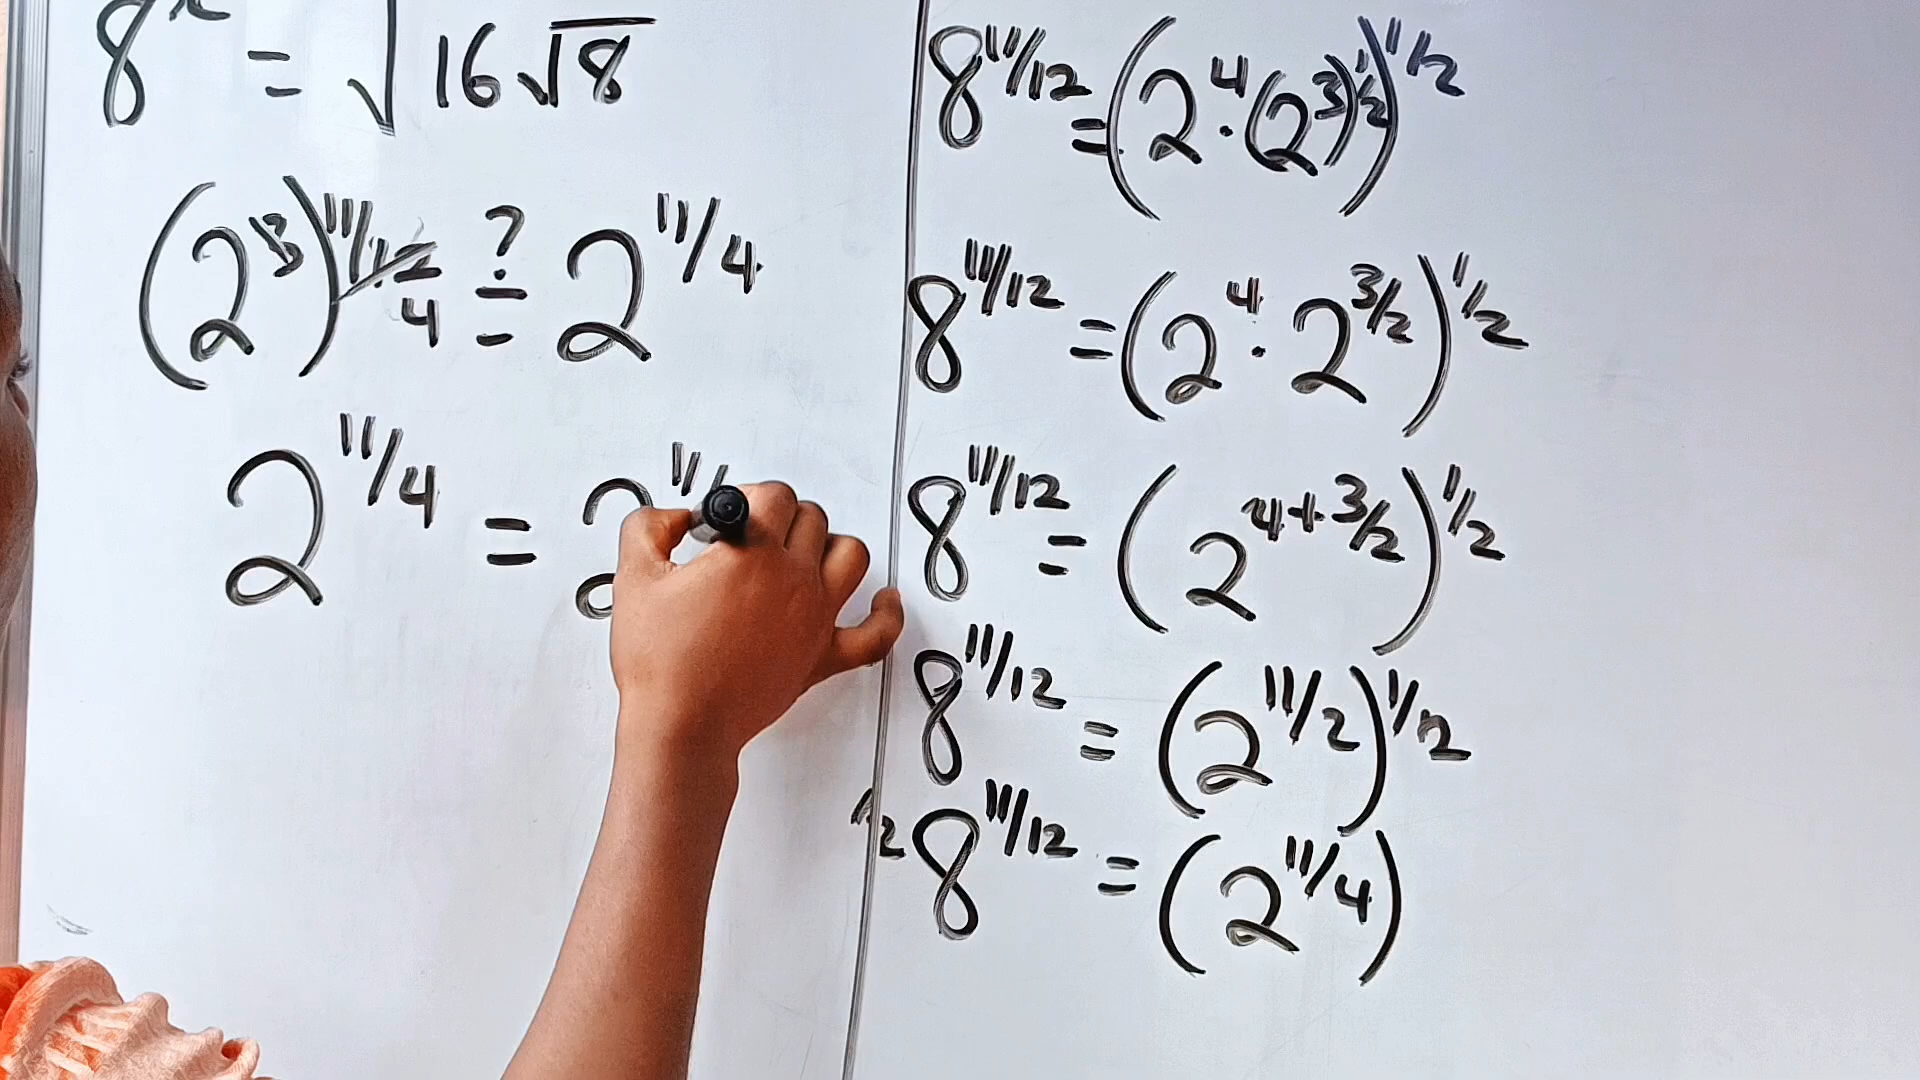 8^x = √(16√8)
(2^3)^11/12 4 ≟ 2^11/4
2^11/4 = 2^11/
8^11/12 = (2^4 · (2^3)^1/2)^1/2
8^11/12 = (2^4 · 2^3/2)^1/2
8^11/12 = (2^4+3/2)^1/2
8^11/12 = (2^11/2)^1/2
8^11/12 = (2^11/4)